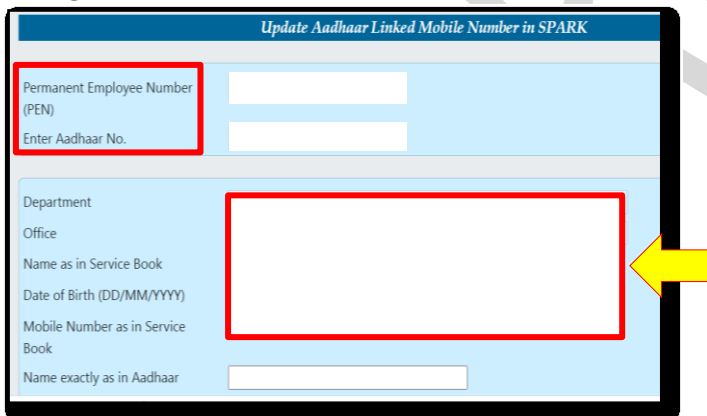 Update Aadhaar Linked Mobile Number in SPARK
Permanent Employee Number
(PEN)
Enter Aadhaar No.
Department
Office
Name as in Service Book
Date of Birth (DD/MM/YYYY)
Mobile Number as in Service
Book
Name exactly as in Aadhaar